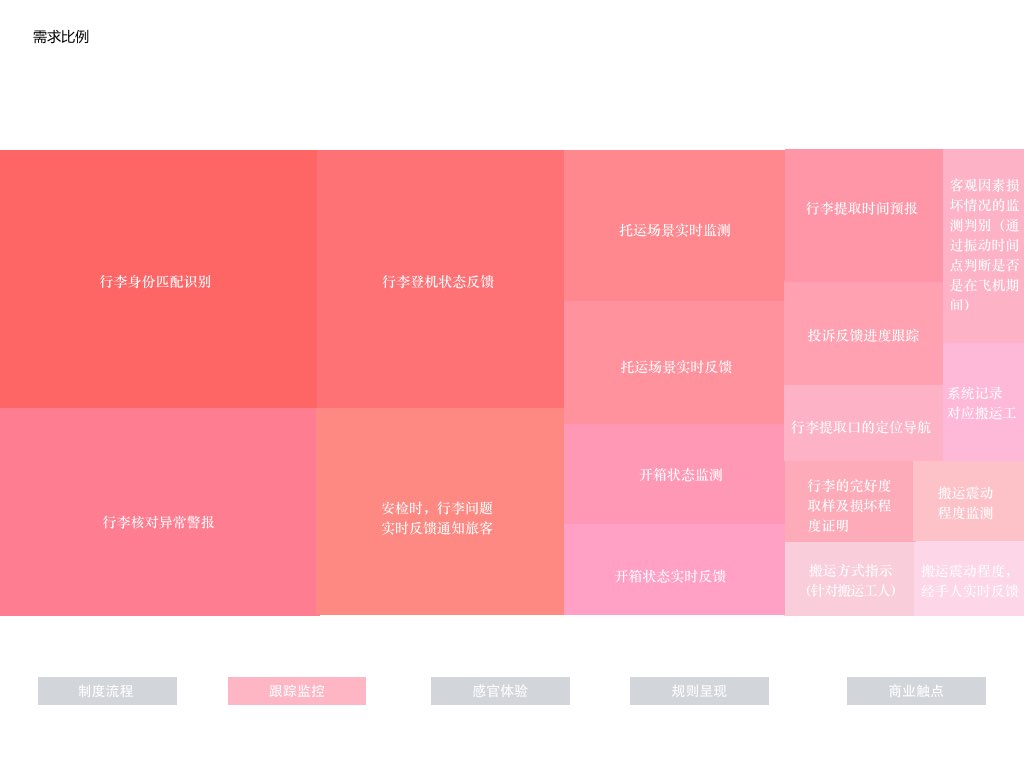 需求比例
行李身份匹配识别
行李登机状态反馈
行李核对异常警报
安检时，行李问题
实时反馈通知旅客
托运场景实时监测
托运场景实时反馈
开箱状态监测
开箱状态实时反馈
行李提取时间预报
投诉反馈进度跟踪
行李提取口的定位导航
客观因素损
坏情况的监
测判别（通
过振动时间
点判断是否
是在飞机期
间）
系统记录
对应搬运工
行李的完好度
取样及损坏程
度证明
搬运震动
程度监测
搬运方式指示
(针对搬运工人)
搬运震动程度，
经手人实时反馈
制度流程
跟踪监控
感官体验
规则呈现
商业触点